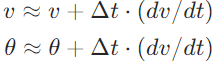 v ≈ v + Δt · (dv/dt)
θ ≈ θ + Δt · (dv/dt)